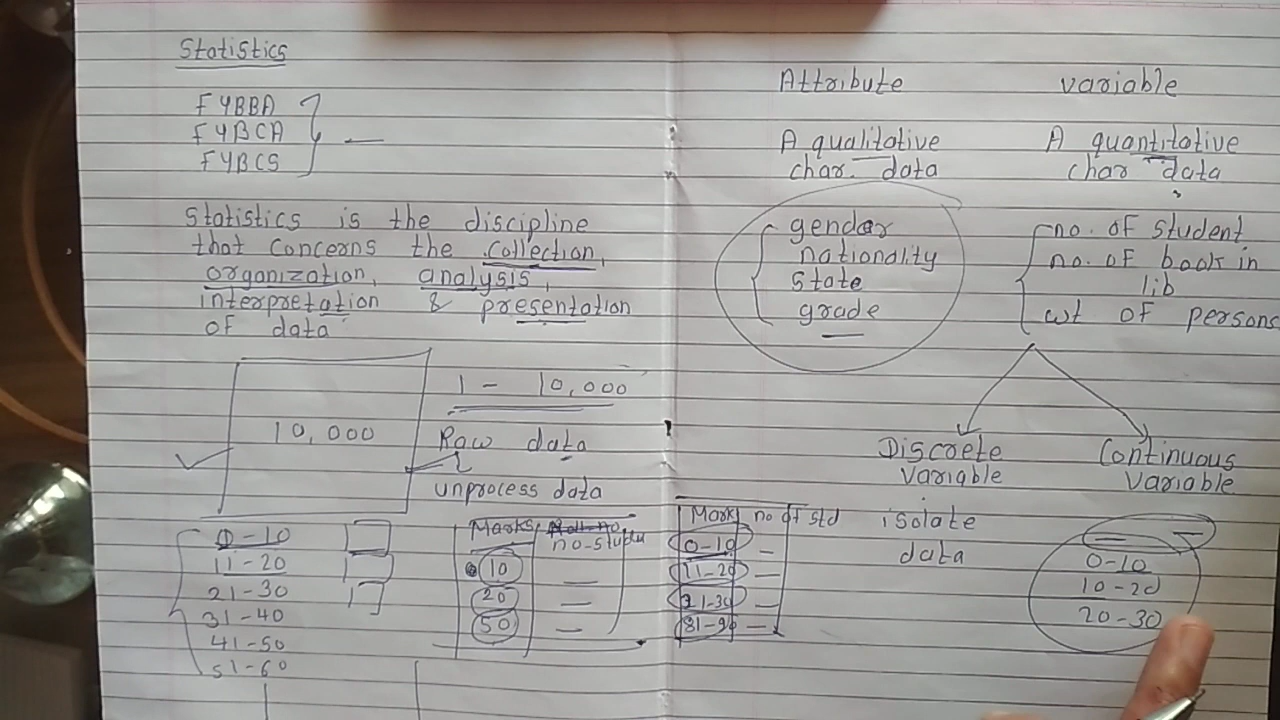 Statistics
FYBBA
FYBCA
FYBCS
Statistics is the discipline
that concerns the collection,
organization, analysis,
interpretation & presentation
of data
10,000
1 - 10,000
Raw data
unprocess data
0-10
11-20
21-30
31-40
41-50
51-60
Marks
10
20
50
Marks no of std
0-10
11-20
21-30
81-90
Attribute
A qualitative
char. data
gender
nationality
state
grade
variable
A quantitative
char data
no. of student
no. of book in
lib
wt of persons
Discrete
Variable
isolate
data
Continuous
Variable
0-10
10-20
20-30